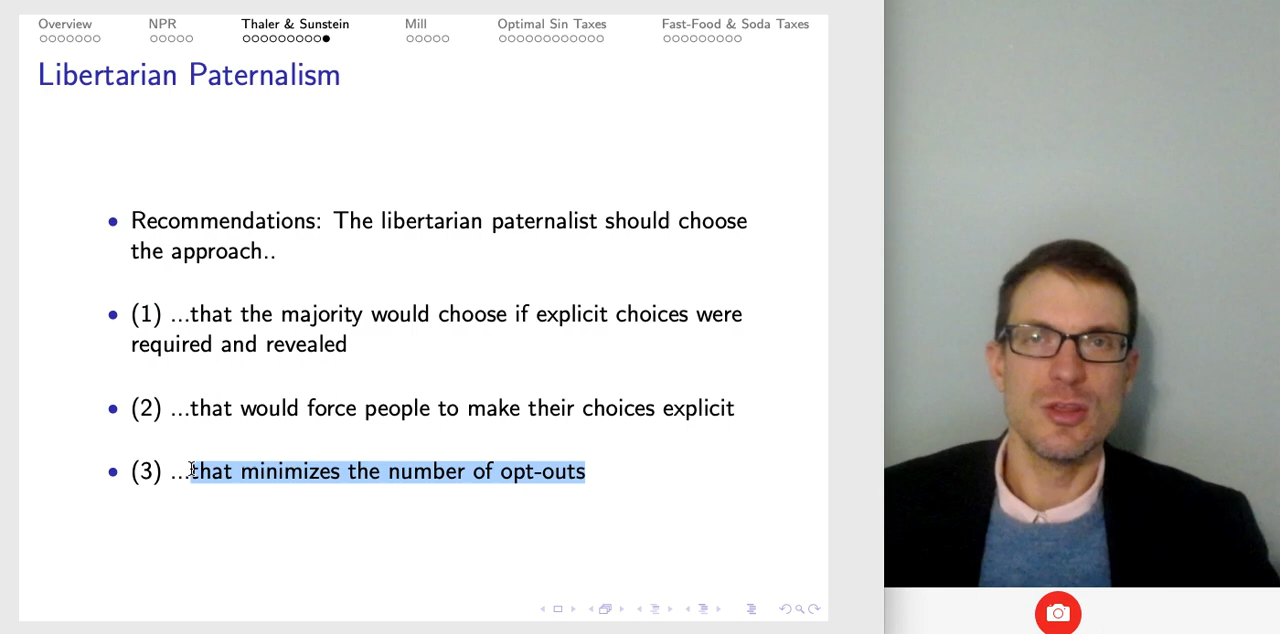 Overview NPR Thaler & Sunstein Mill Optimal Sin Taxes Fast-Food & Soda Taxes
Libertarian Paternalism
Recommendations: The libertarian paternalist should choose
the approach..
(1) ...that the majority would choose if explicit choices were
required and revealed
(2) ...that would force people to make their choices explicit
(3) ...that minimizes the number of opt-outs